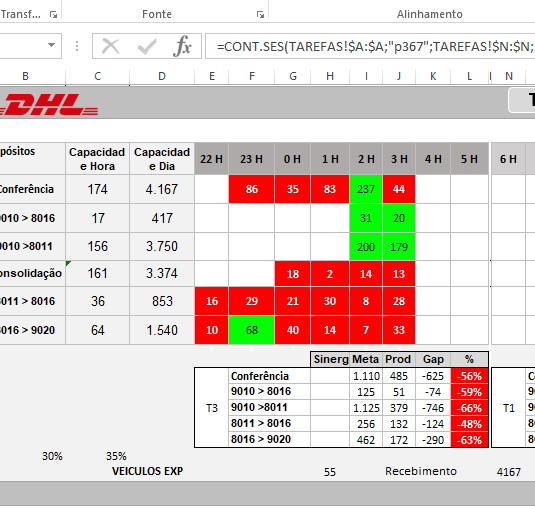 Transf... Fonte Alinhamento
=CONT.SES(TAREFAS!$A:$A;"p367";TAREFAS!$N:$N;
B C D E F G H I J K L N
DHL
pósitos Capacidad e Hora Capacidad e Dia 22 H 23 H 0 H 1 H 2 H 3 H 4 H 5 H 6 H
Conferência 174 4.167 86 35 83 237 44
9010 > 8016 17 417 31 20
9010 >8011 156 3.750 200 179
onsolidação 161 3.374 18 2 14 13
8011 > 8016 36 853 16 29 21 30 8 28
8016 > 9020 64 1.540 10 68 40 14 7 33
Sinerg Meta Prod Gap %
Conferência 1.110 485 -625 -56%
9010 > 8016 125 51 -74 -59%
T3 9010 >8011 1.125 379 -746 -66% T1
8011 > 8016 256 132 -124 -48%
8016 > 9020 462 172 -290 -63%
30% 35%
VEICULOS EXP 55 Recebimento 4167